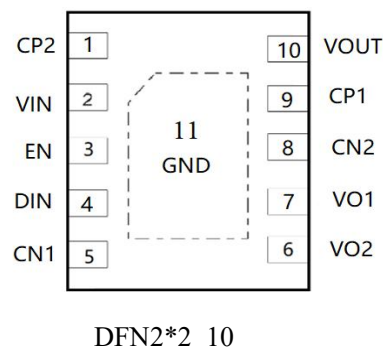 CP2 1 10 VOUT
VIN 2 9 CP1
EN 3 11 8 CN2
GND
DIN 4 7 VO1
CN1 5 6 VO2
DFN2*2 10